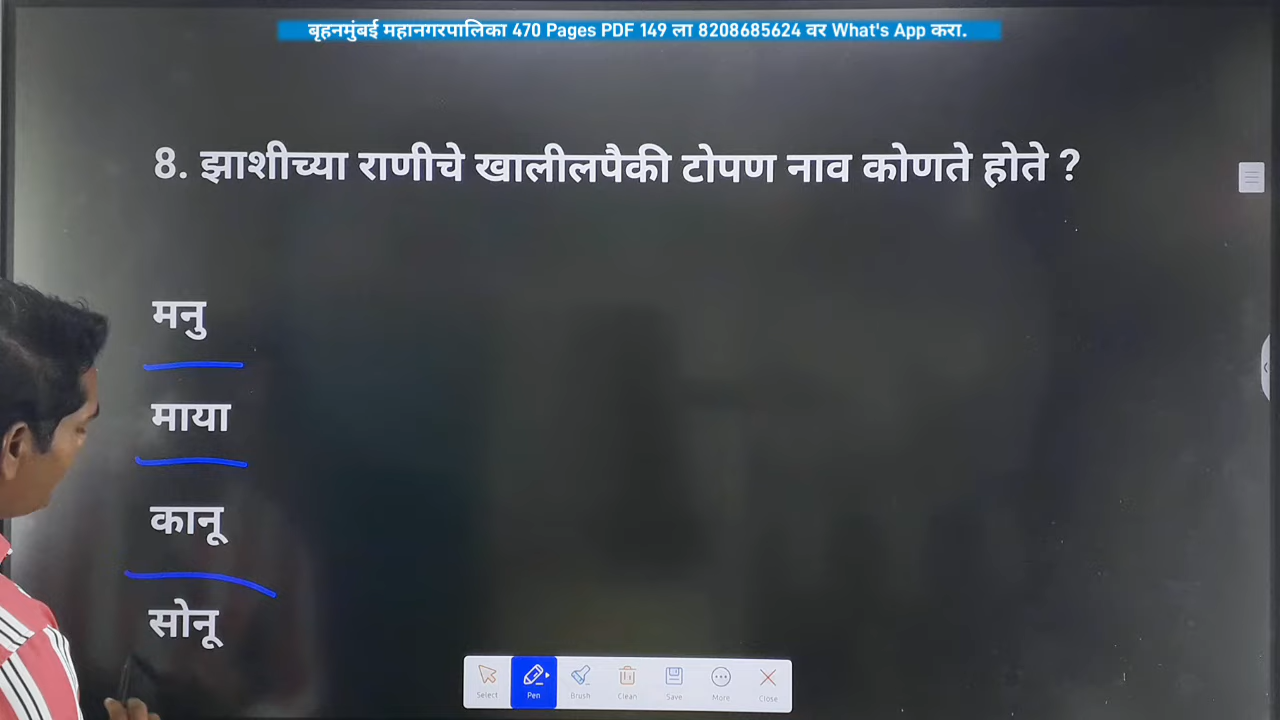 बृहनमुंबई महानगरपालिका 470 Pages PDF 149 ला 8208685624 वर What's App करा.
8. झाशीच्या राणीचे खालीलपैकी टोपण नाव कोणते होते ?
मनु
माया
कानू
सोनू
Select Pen Brush Clean Save More Close